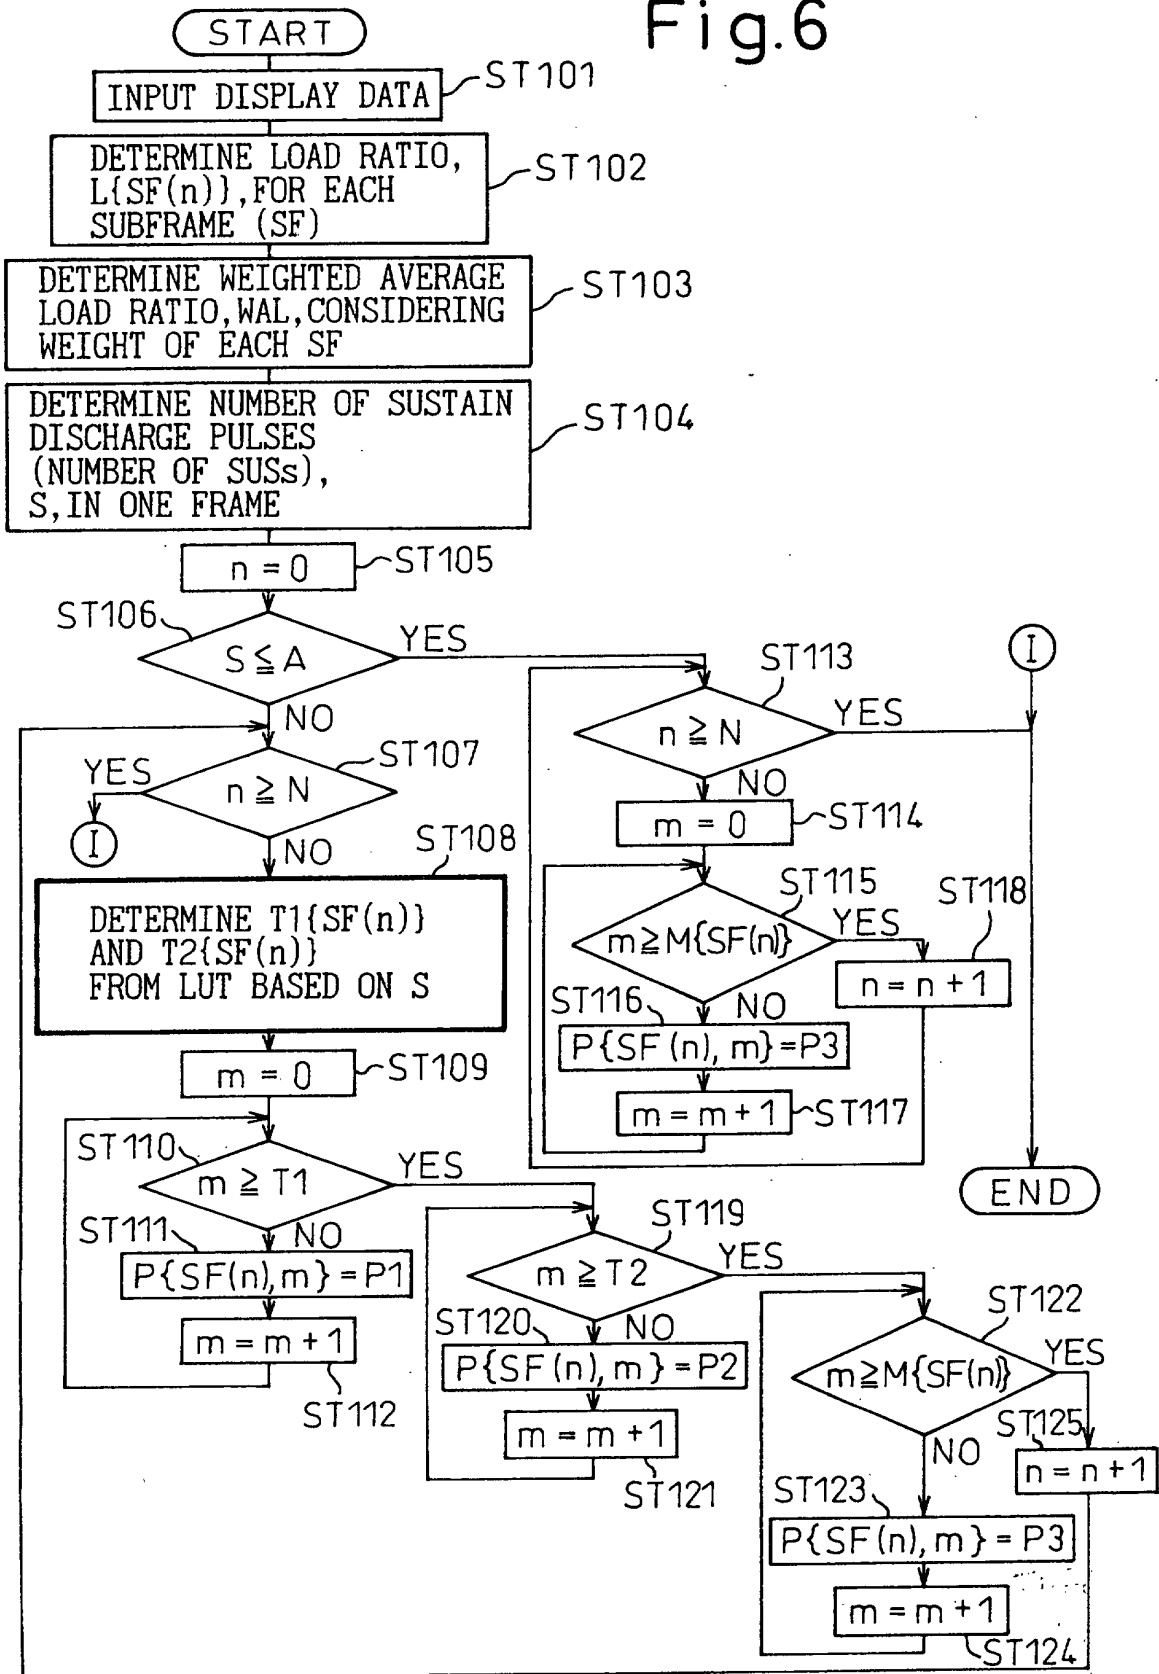 Fig.6
START
INPUT DISPLAY DATA
ST101
DETERMINE LOAD RATIO,
L{SF(n)},FOR EACH
SUBFRAME (SF)
ST102
DETERMINE WEIGHTED AVERAGE
LOAD RATIO,WAL,CONSIDERING
WEIGHT OF EACH SF
ST103
DETERMINE NUMBER OF SUSTAIN
DISCHARGE PULSES
(NUMBER OF SUSs),
S,IN ONE FRAME
ST104
n = 0
ST105
ST106
S ≦ A
YES
NO
ST107
n ≧ N
YES
I
NO
ST108
DETERMINE T1{SF(n)}
AND T2{SF(n)}
FROM LUT BASED ON S
m = 0
ST109
ST110
m ≧ T1
YES
NO
ST111
P{SF(n),m} = P1
m = m + 1
ST112
ST113
n ≧ N
YES
I
NO
m = 0
ST114
ST115
m ≧ M{SF(n)}
YES
ST118
n = n + 1
NO
ST116
P{SF(n),m} = P3
m = m + 1
ST117
END
ST119
m ≧ T2
YES
NO
ST120
P{SF(n),m} = P2
m = m + 1
ST121
ST122
m ≧ M{SF(n)}
YES
ST125
n = n + 1
NO
ST123
P{SF(n),m} = P3
m = m + 1
ST124